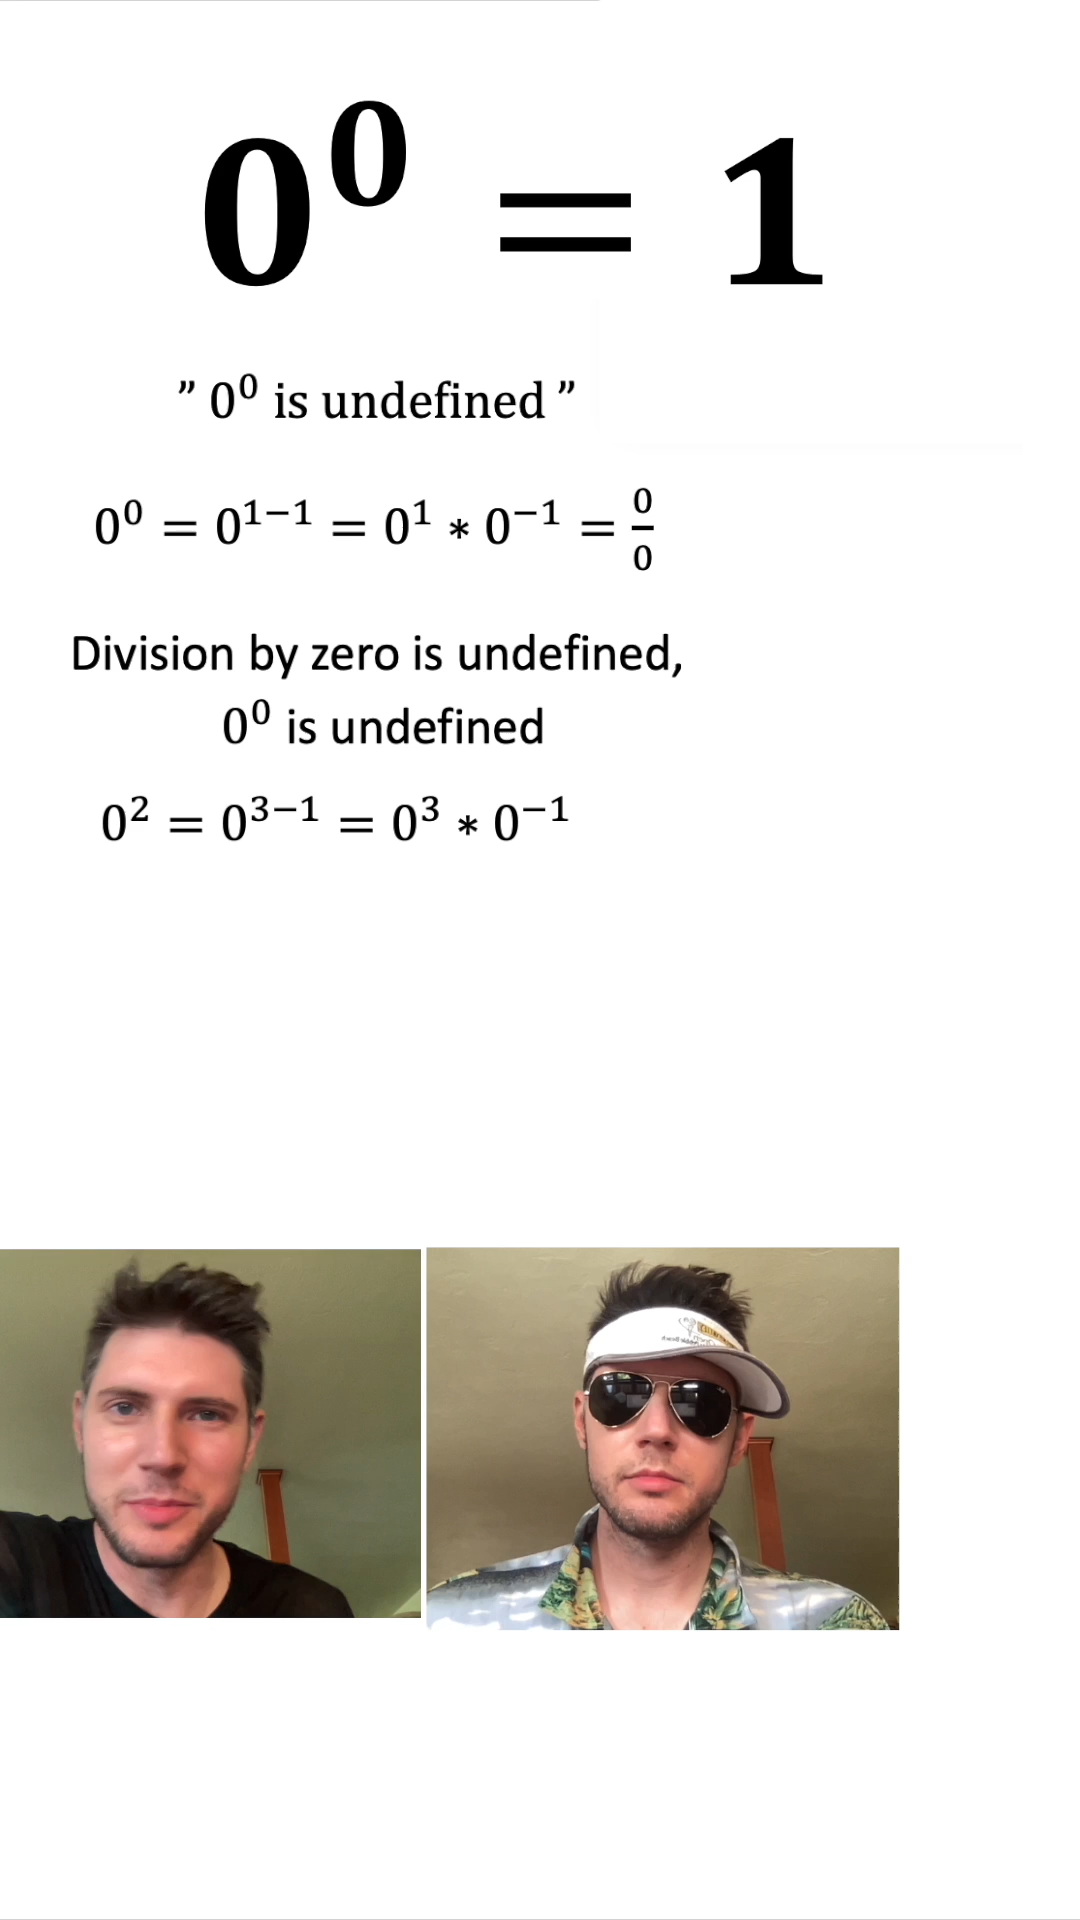 0⁰ = 1
” 0⁰ is undefined ”
0⁰ = 0¹⁻¹ = 0¹ * 0⁻¹ = 0/0
Division by zero is undefined,
0⁰ is undefined
0² = 0³⁻¹ = 0³ * 0⁻¹